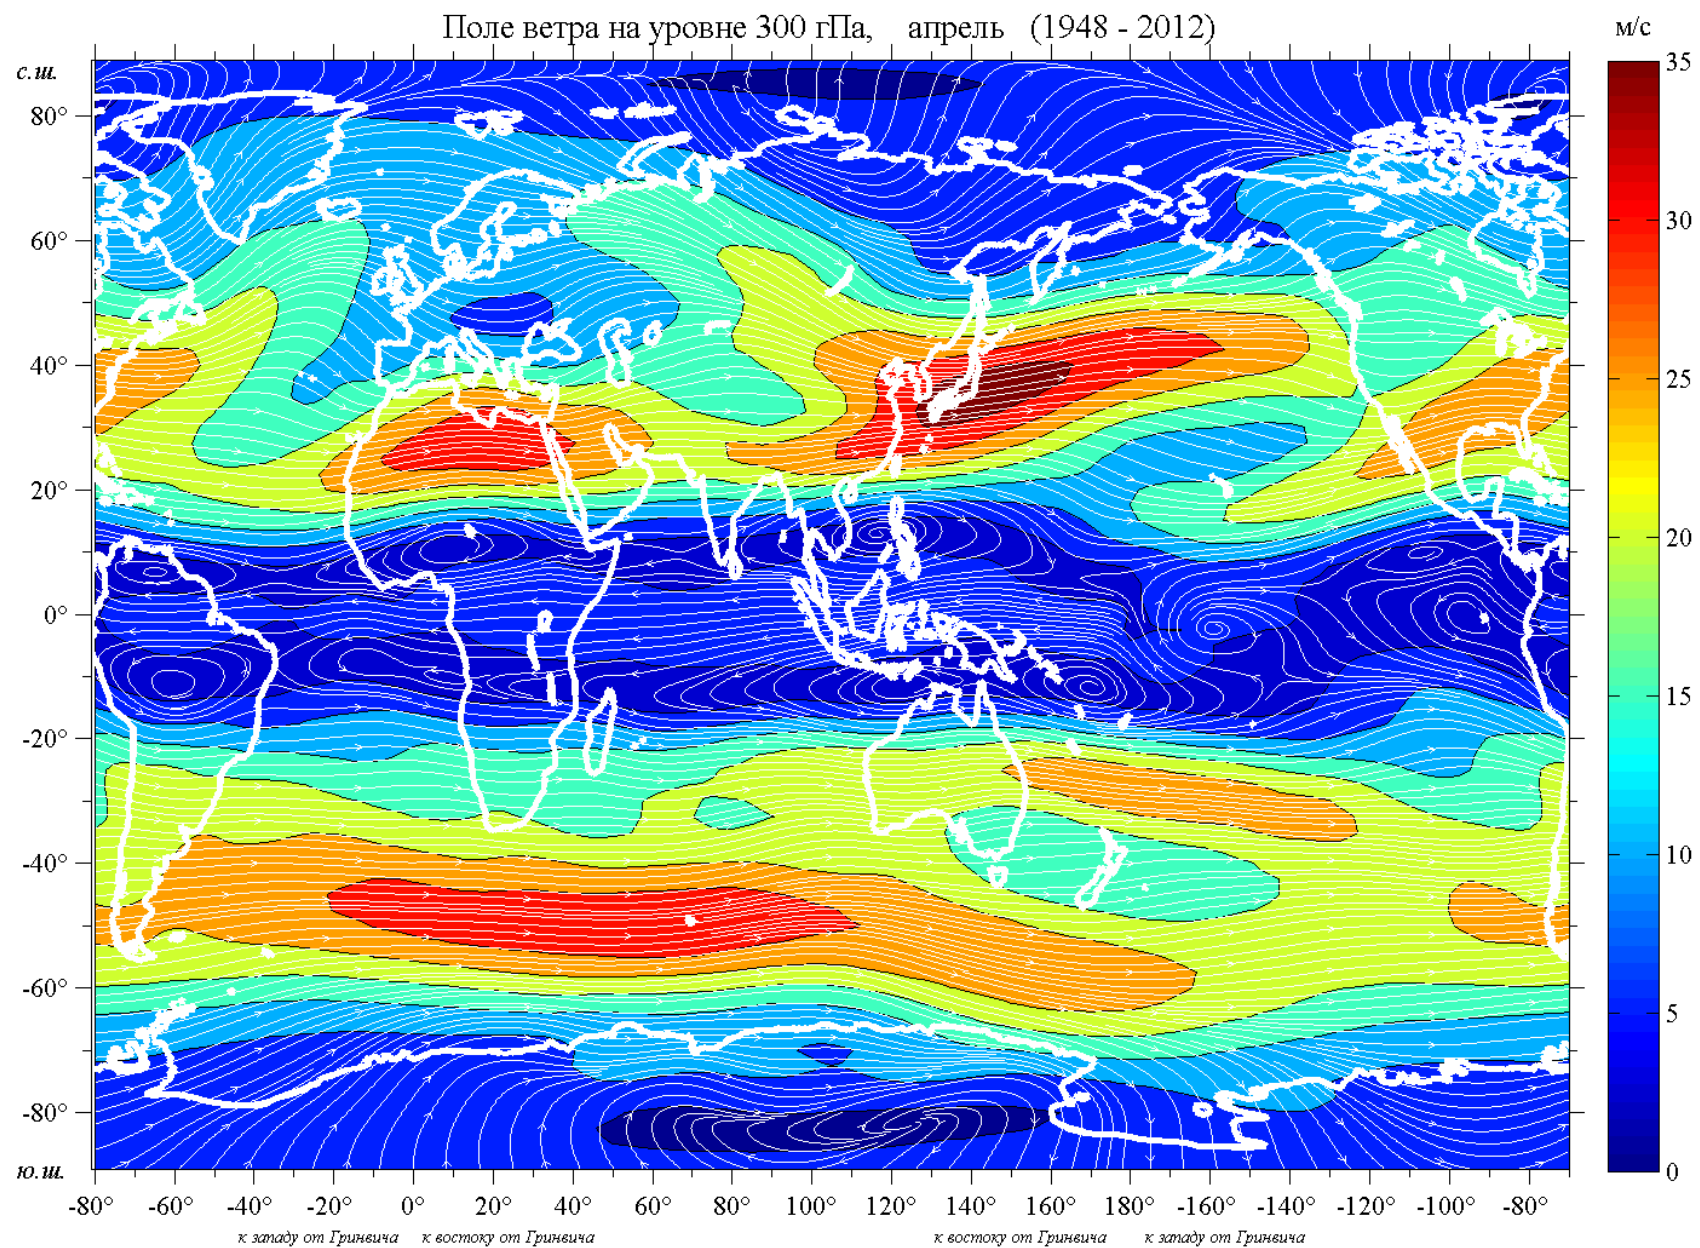 Поле ветра на уровне 300 гПа, апрель (1948 - 2012)
м/с
с.ш.
80°
60°
40°
20°
0°
-20°
-40°
-60°
-80°
ю.ш.
35
30
25
20
15
10
5
0
-80° -60° -40° -20° 0° 20° 40° 60° 80° 100° 120° 140° 160° 180° -160° -140° -120° -100° -80°
к западу от Гринвича к востоку от Гринвича к востоку от Гринвича к западу от Гринвича